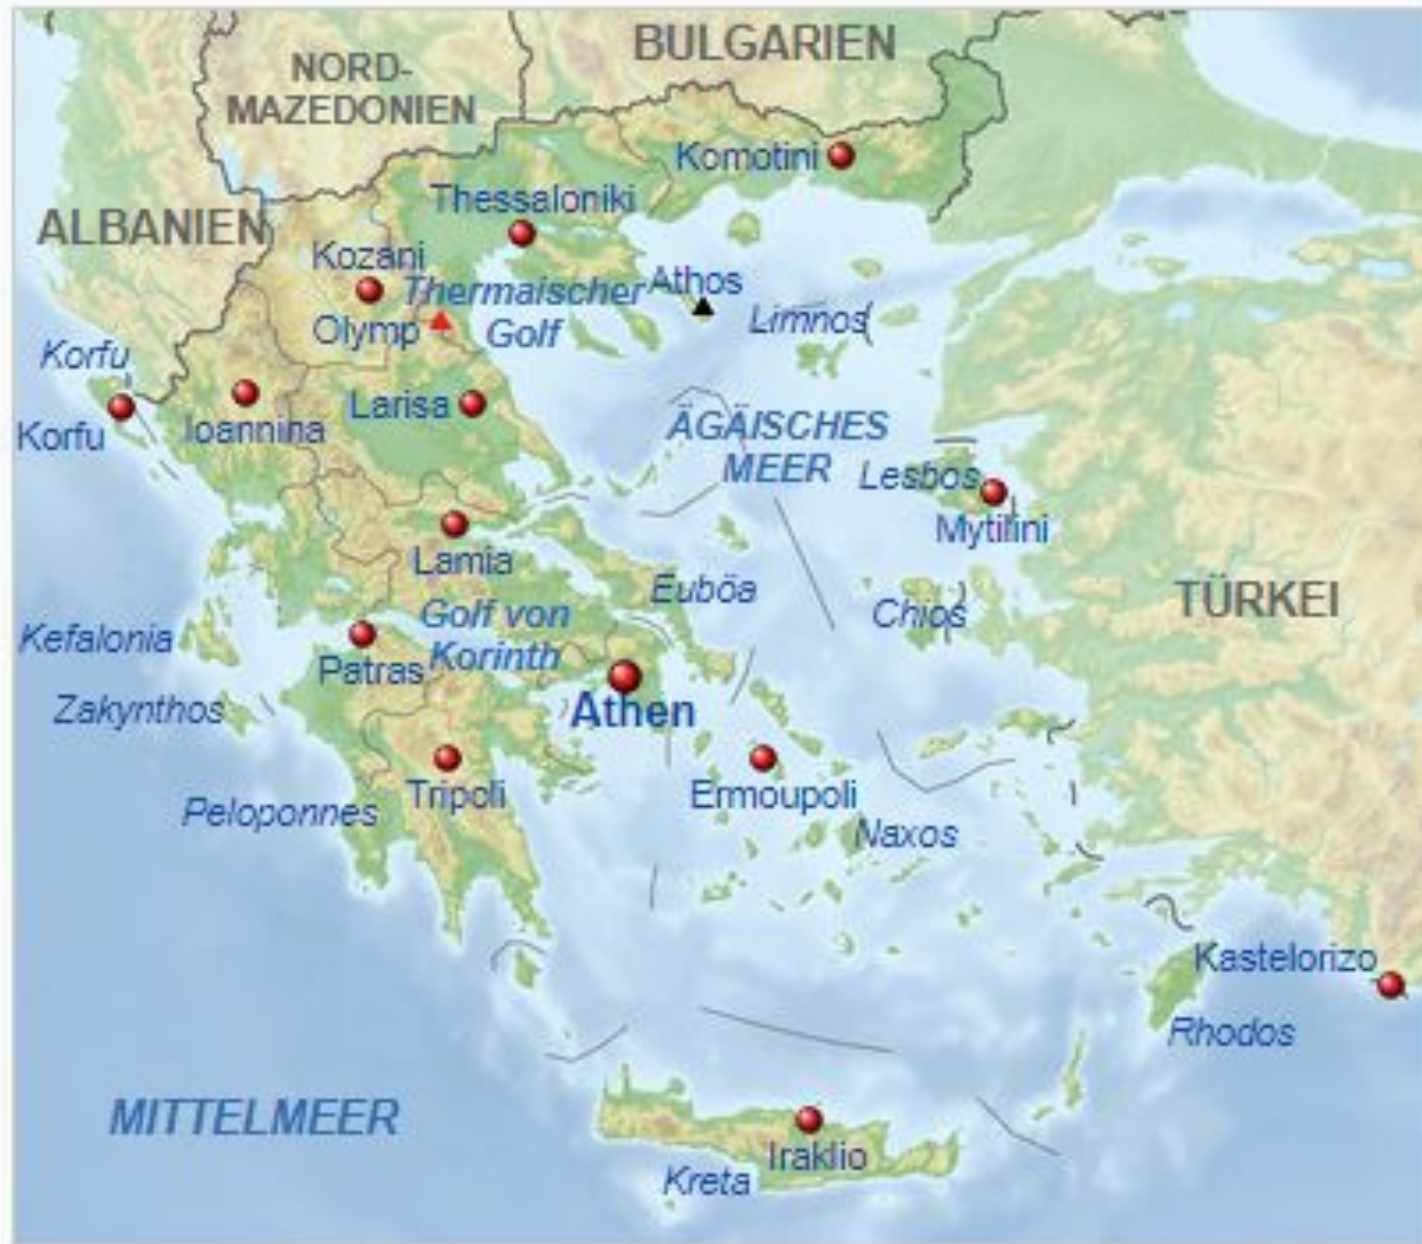 BULGARIEN
NORD-
MAZEDONIEN
Komotini
Thessaloniki
ALBANIEN
Kozani
Thermaischer
Golf
Athos
Olymp
Limnos
Korfu
Korfu
Ioannina
Larisa
ÄGÄISCHES
MEER
Lesbos
Mytilini
Lamia
Euböa
TÜRKEI
Chios
Golf von
Korinth
Kefalonia
Patras
Zakynthos
Athen
Tripoli
Ermoupoli
Peloponnes
Naxos
Kastelorizo
Rhodos
MITTELMEER
Iraklio
Kreta